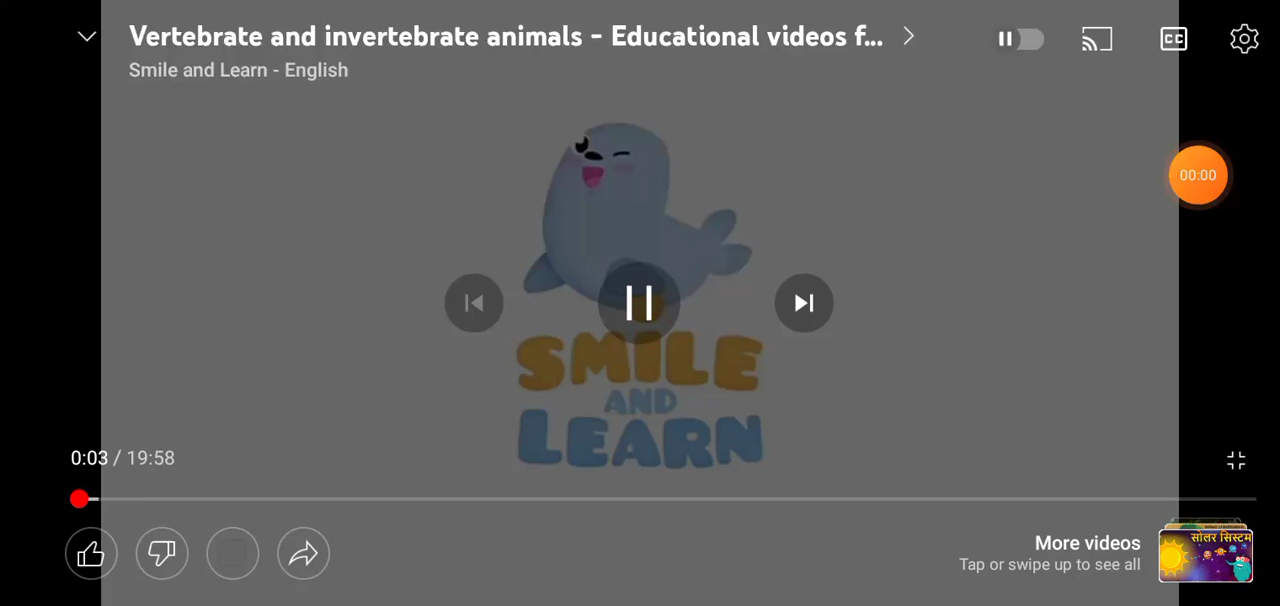 Vertebrate and invertebrate animals - Educational videos f...
Smile and Learn - English
CC
00:00
SMILE
AND
LEARN
0:03 / 19:58
More videos
Tap or swipe up to see all
सोलर सिस्टम